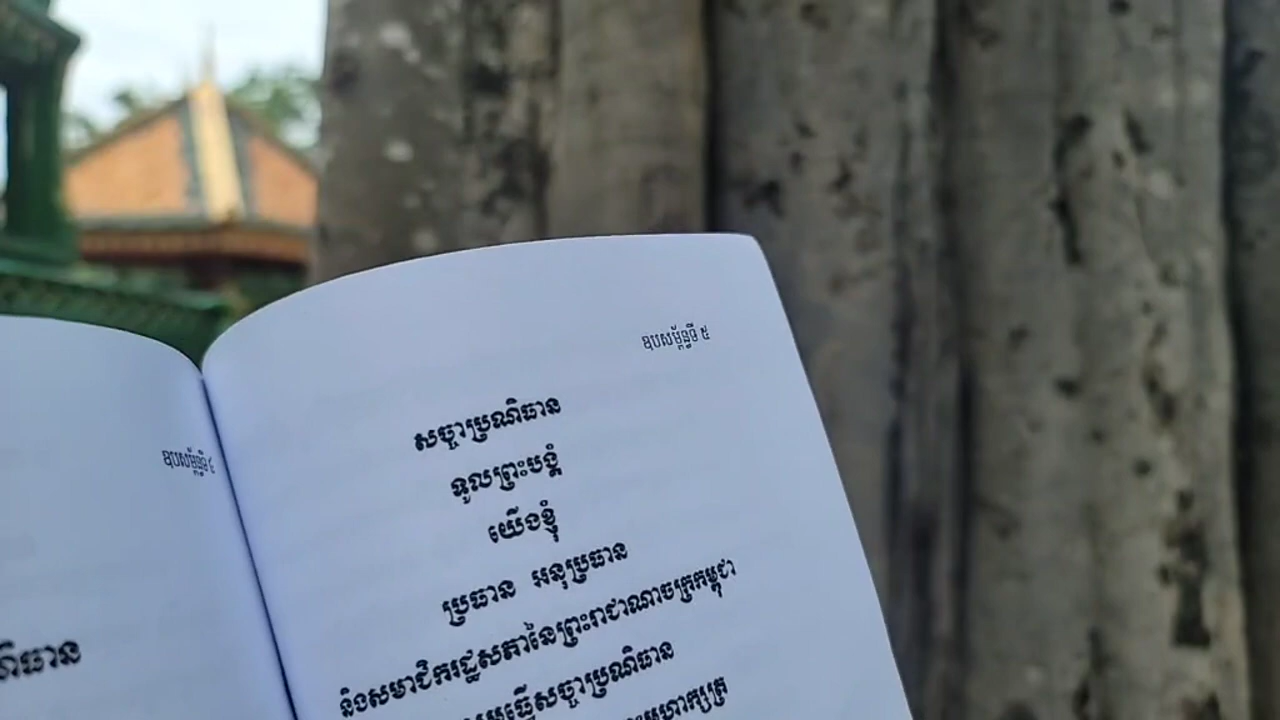 ឧបសម្ព័ន្ធទី ៤
ឧបសម្ព័ន្ធទី ៥
សច្ចាប្រណិធាន
ទូលព្រះបង្គំ
យើងខ្ញុំ
ប្រធាន អនុប្រធាន
និងសមាជិករដ្ឋសភានៃព្រះរាជាណាចក្រកម្ពុជា
ធ្វើសច្ចាប្រណិធាន
មហាក្សត្រ